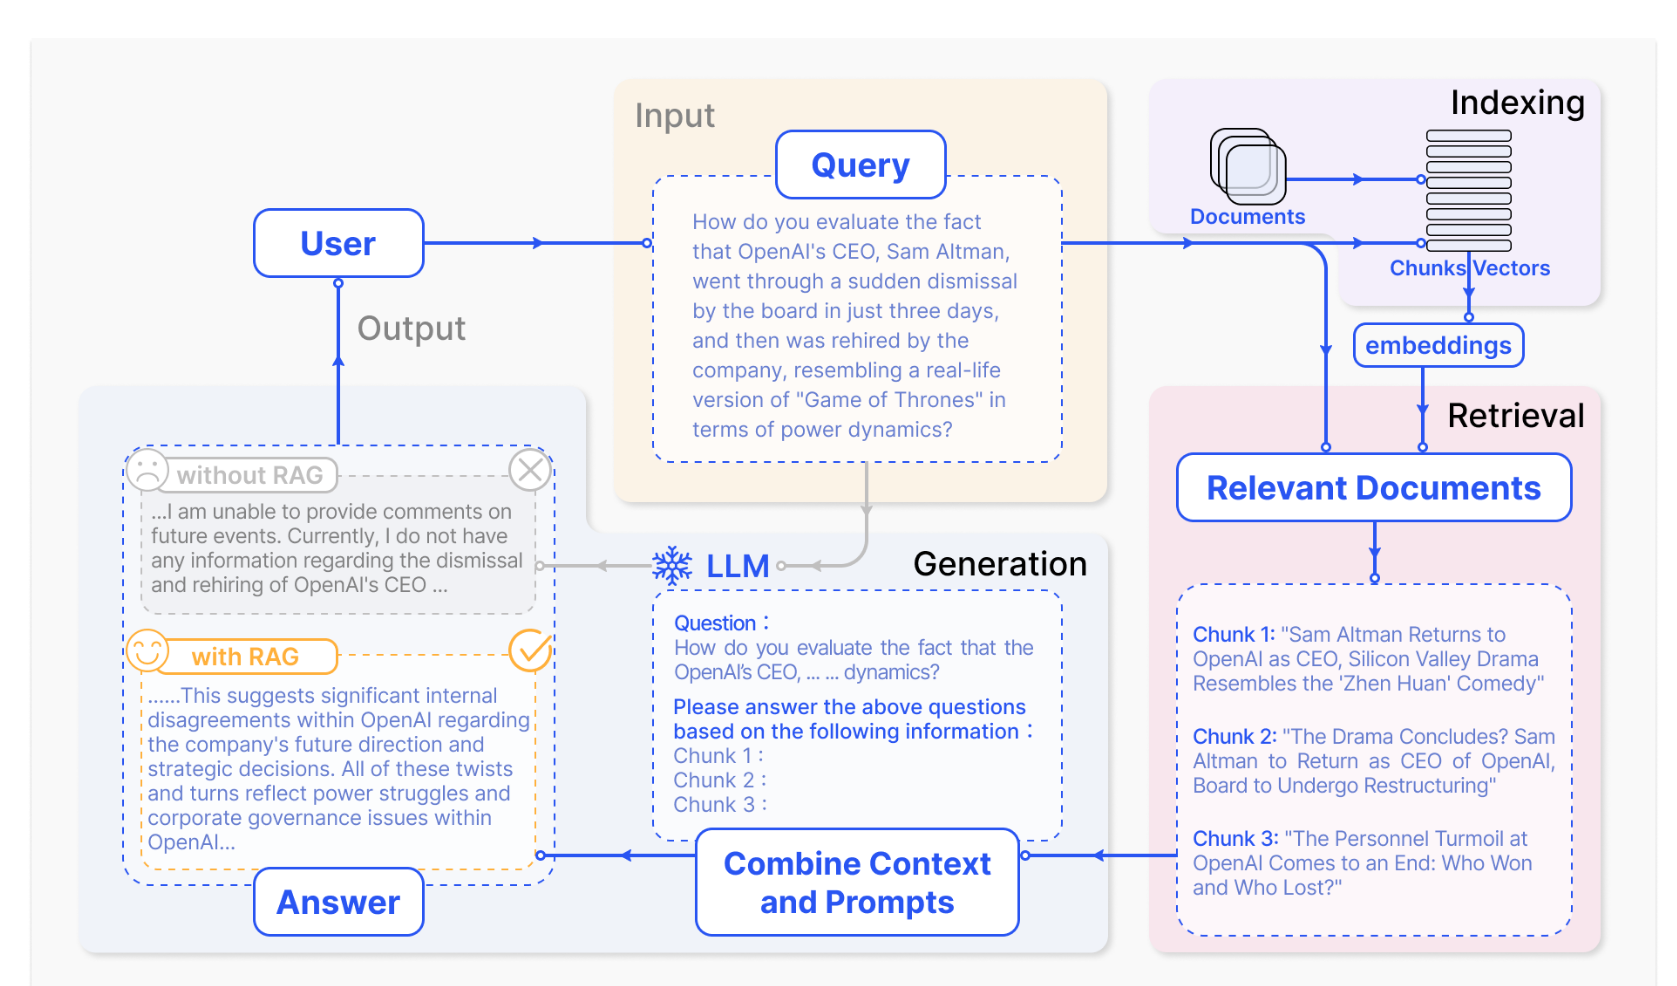 Input
Query
How do you evaluate the fact
that OpenAI's CEO, Sam Altman,
went through a sudden dismissal
by the board in just three days,
and then was rehired by the
company, resembling a real-life
version of "Game of Thrones" in
terms of power dynamics?
Indexing
Documents
Chunks Vectors
embeddings
User
Output
Retrieval
Relevant Documents
Chunk 1: "Sam Altman Returns to
OpenAI as CEO, Silicon Valley Drama
Resembles the 'Zhen Huan' Comedy"
Chunk 2: "The Drama Concludes? Sam
Altman to Return as CEO of OpenAI,
Board to Undergo Restructuring"
Chunk 3: "The Personnel Turmoil at
OpenAI Comes to an End: Who Won
and Who Lost?"
Generation
LLM
Question :
How do you evaluate the fact that the
OpenAI's CEO, ... ... dynamics?
Please answer the above questions
based on the following information :
Chunk 1 :
Chunk 2 :
Chunk 3 :
Combine Context
and Prompts
without RAG
...I am unable to provide comments on
future events. Currently, I do not have
any information regarding the dismissal
and rehiring of OpenAI's CEO ...
with RAG
......This suggests significant internal
disagreements within OpenAI regarding
the company's future direction and
strategic decisions. All of these twists
and turns reflect power struggles and
corporate governance issues within
OpenAI...
Answer